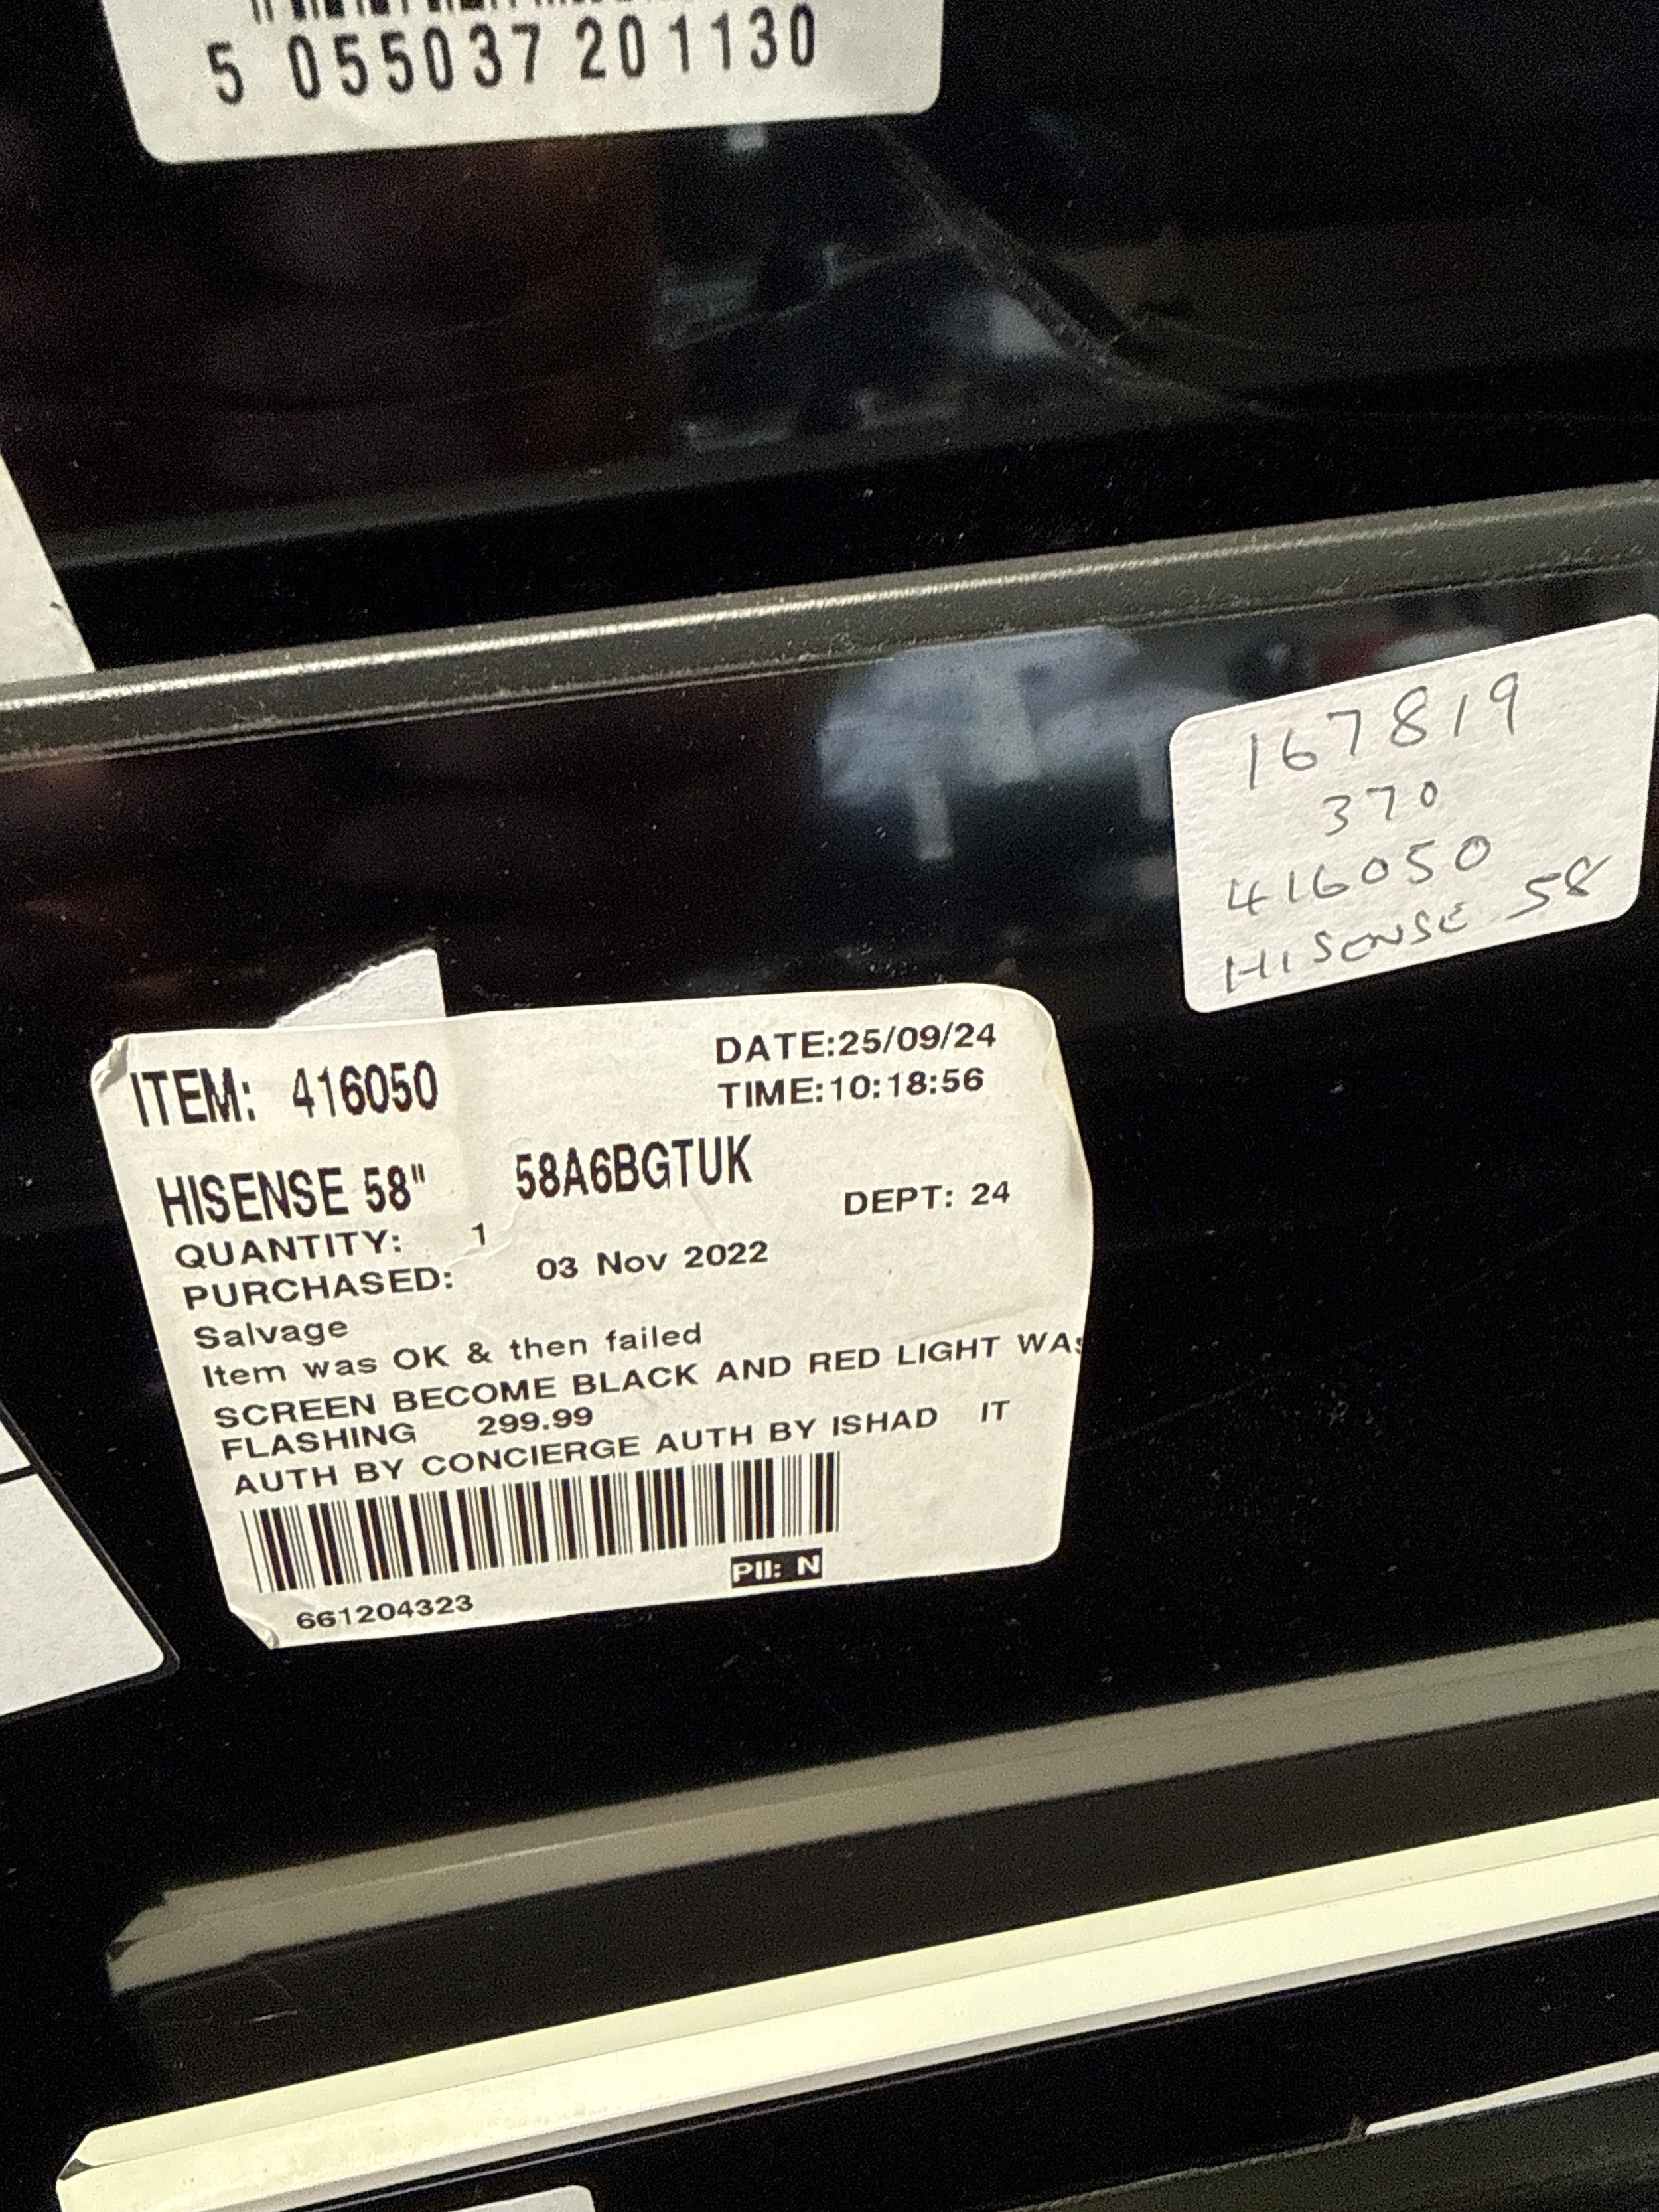 5 055037 201130
167819
370
416050
HISENSE 58
ITEM: 416050
DATE:25/09/24
TIME:10:18:56
HISENSE 58" 58A6BGTUK
DEPT: 24
QUANTITY: 1
PURCHASED: 03 Nov 2022
Salvage
Item was OK & then failed
SCREEN BECOME BLACK AND RED LIGHT WAS
FLASHING 299.99
AUTH BY CONCIERGE AUTH BY ISHAD IT
PII: N
661204323